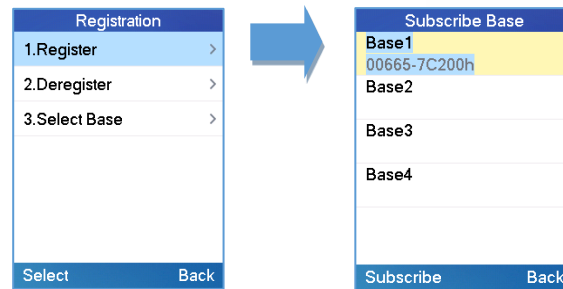 Registration
1.Register
2.Deregister
3.Select Base
Select Back
Subscribe Base
Base1
00665-7C200h
Base2
Base3
Base4
Subscribe Back